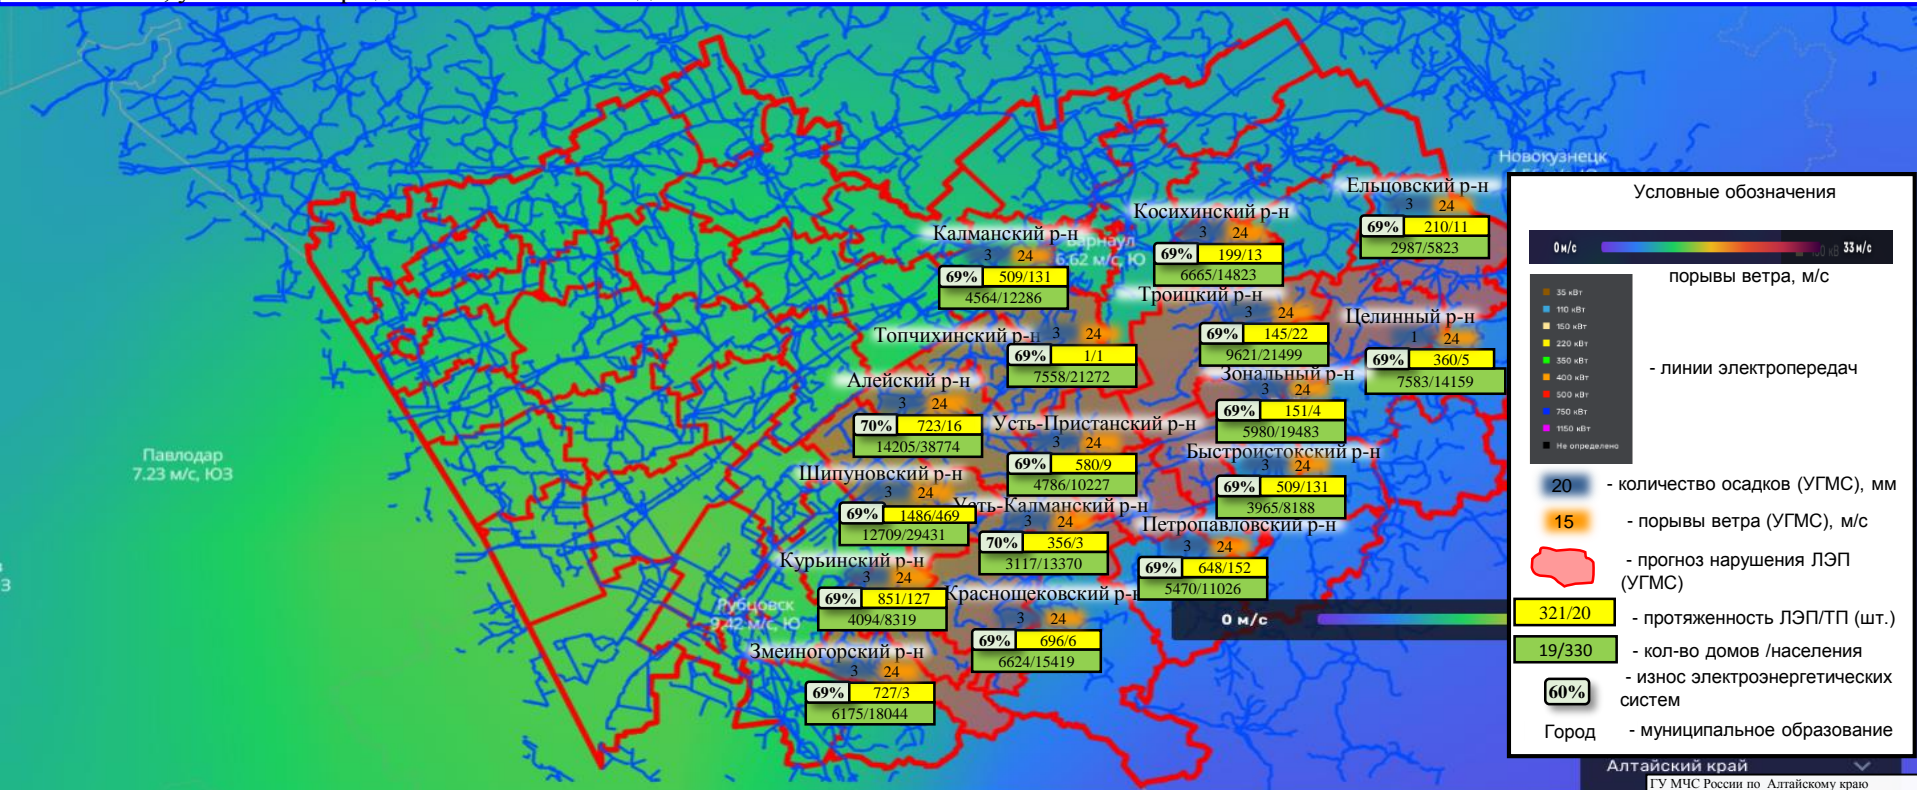 Новокузнецк
Ельцовский р-н
3 24
69% 210/11
2987/5823
Косихинский р-н
3 24
69% 199/13
6665/14823
Калманский р-н
3 24
69% 509/131
4564/12286
Барнаул
6.62 м/с, Ю
Троицкий р-н
3 24
69% 145/22
9621/21499
Целинный р-н
1 24
69% 360/5
7583/14159
Топчихинский р-н
3 24
69% 1/1
7558/21272
Зональный р-н
3 24
69% 151/4
5980/19483
Алейский р-н
3 24
70% 723/16
14205/38774
Усть-Пристанский р-н
3 24
69% 580/9
4786/10227
Быстроистокский р-н
3 24
69% 509/131
3965/8188
Павлодар
7.23 м/с, ЮЗ
Шипуновский р-н
3 24
69% 1486/469
12709/29431
Усть-Калманский р-н
3 24
70% 356/3
3117/13370
Петропавловский р-н
3 24
69% 648/152
5470/11026
Курьинский р-н
3 24
69% 851/127
4094/8319
Рубцовск
9.42 м/с, Ю
Краснощековский р-н
3 24
69% 696/6
6624/15419
Змеиногорский р-н
3 24
69% 727/3
6175/18044
0 м/с
Условные обозначения
0 м/с 33 м/с
порывы ветра, м/с
35 кВт
110 кВт
150 кВт
220 кВт
350 кВт
400 кВт
500 кВт
750 кВт
1150 кВт
Не определено
- линии электропередач
20 - количество осадков (УГМС), мм
15 - порывы ветра (УГМС), м/с
- прогноз нарушения ЛЭП
(УГМС)
321/20 - протяженность ЛЭП/ТП (шт.)
19/330 - кол-во домов /населения
60% - износ электроэнергетических
систем
Город - муниципальное образование
Алтайский край
ГУ МЧС России по Алтайскому краю